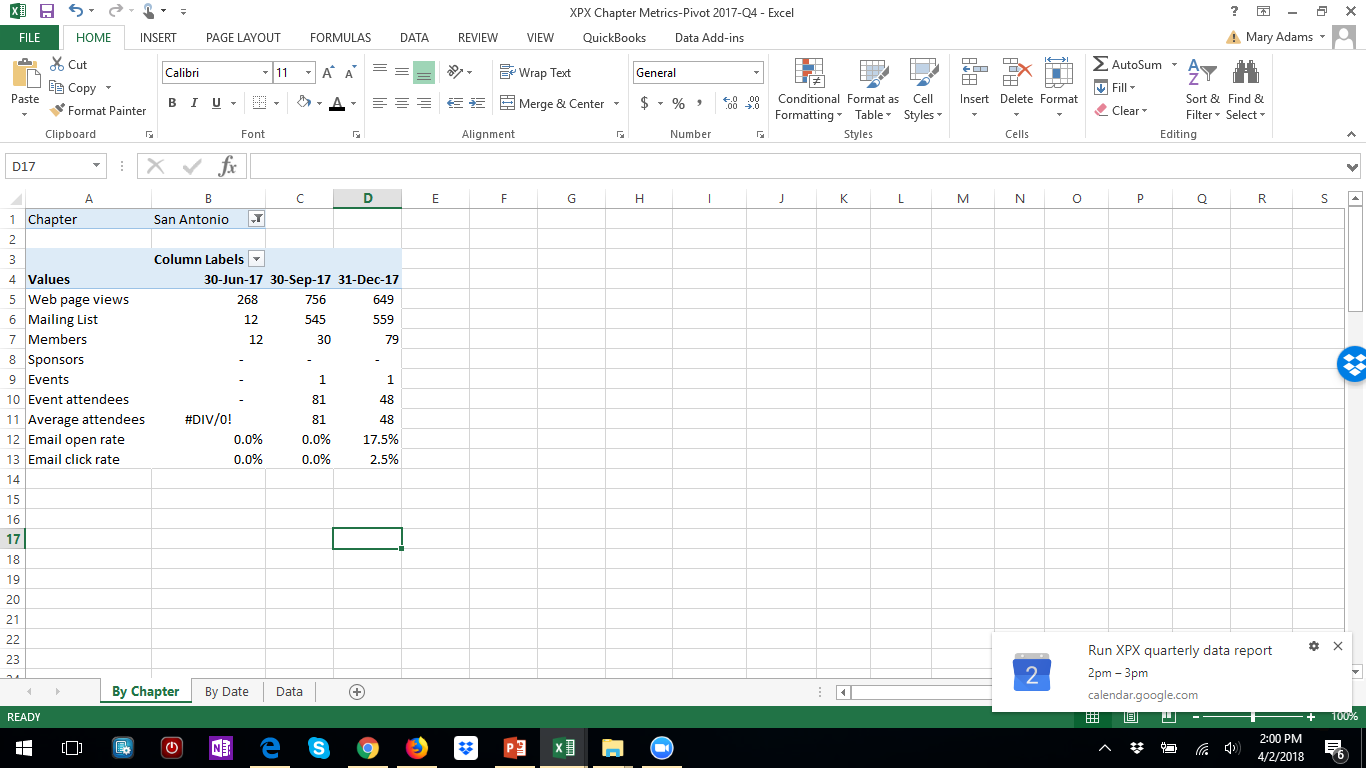 XPX Chapter Metrics-Pivot 2017-Q4 - Excel
FILE HOME INSERT PAGE LAYOUT FORMULAS DATA REVIEW VIEW QuickBooks Data Add-ins Mary Adams
Paste
Cut
Copy
Format Painter
Clipboard
Calibri 11
B I U
Font
Wrap Text
Merge & Center
Alignment
General
$ % ,
Number
Conditional Formatting
Format as Table
Cell Styles
Styles
Insert Delete Format
Cells
AutoSum
Fill
Clear
Sort & Filter
Find & Select
Editing
D17 fx
A B C D E F G H I J K L M N O P Q R S
1 Chapter San Antonio
2
3 Column Labels
4 Values 30-Jun-17 30-Sep-17 31-Dec-17
5 Web page views 268 756 649
6 Mailing List 12 545 559
7 Members 12 30 79
8 Sponsors - - -
9 Events - 1 1
10 Event attendees - 81 48
11 Average attendees #DIV/0! 81 48
12 Email open rate 0.0% 0.0% 17.5%
13 Email click rate 0.0% 0.0% 2.5%
14
15
16
17
18
19
20
21
22
23
Run XPX quarterly data report
2
2pm – 3pm
calendar.google.com
By Chapter By Date Data
READY 100%
2:00 PM
4/2/2018
6